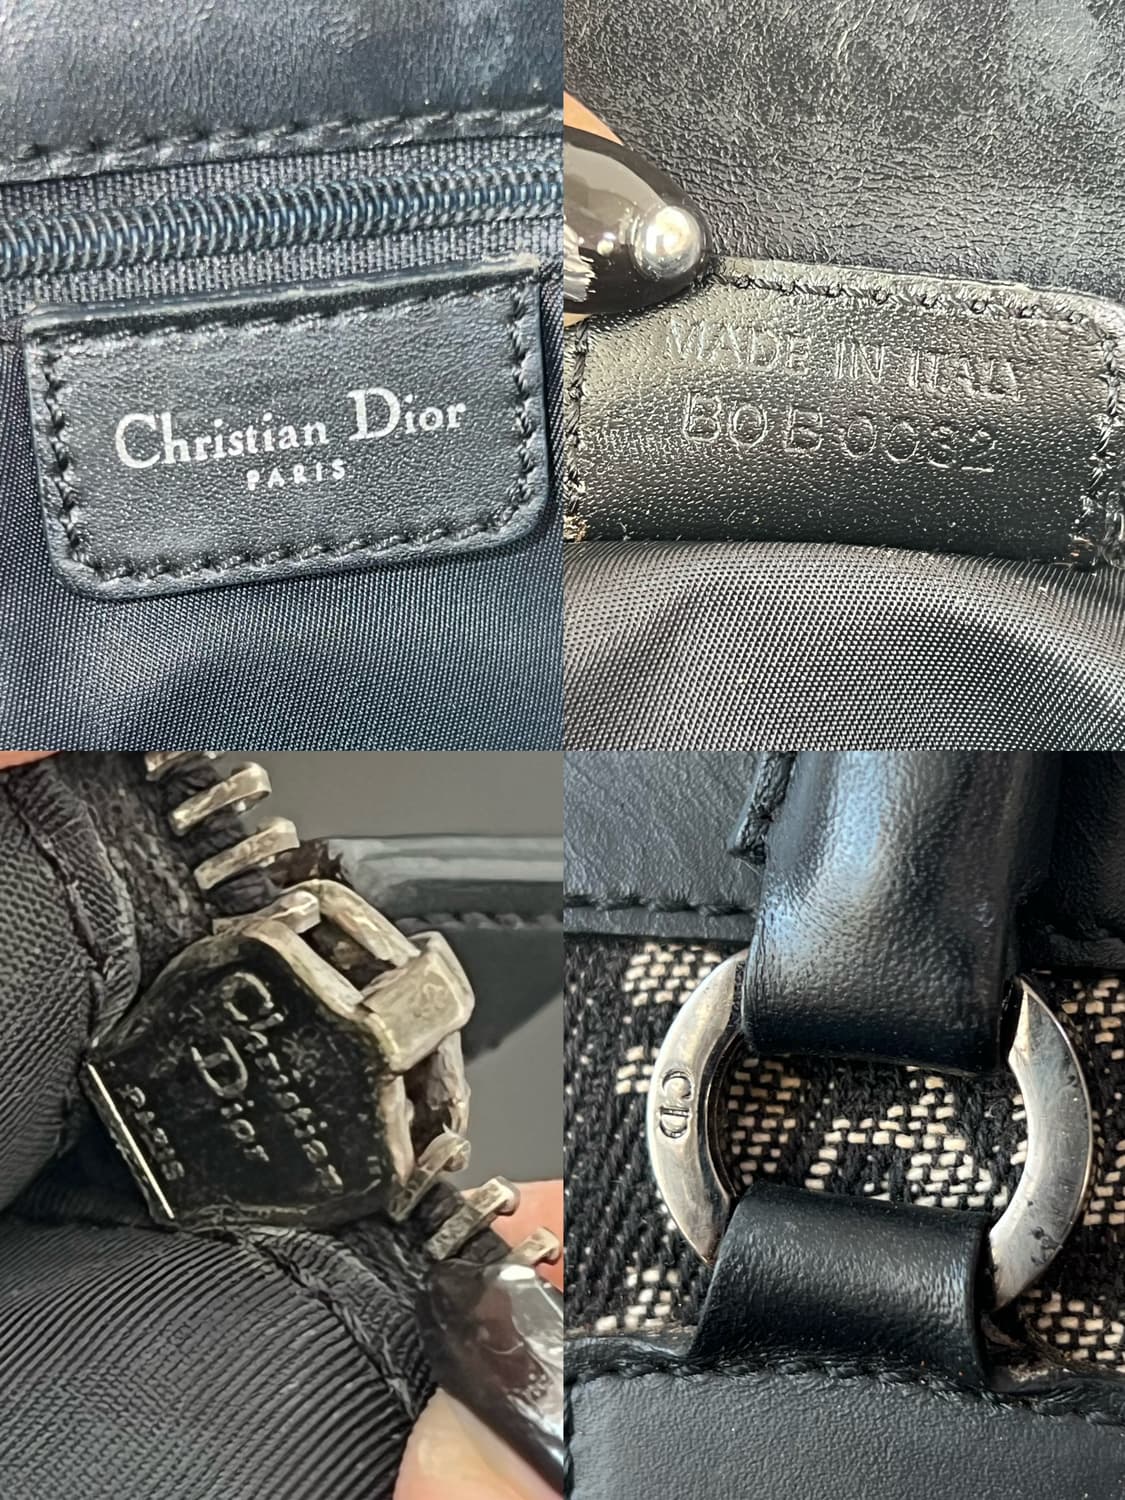 Christian Dior
PARIS
MADE IN ITALY
BO B 0032
Christian
Dior
PARIS
CD